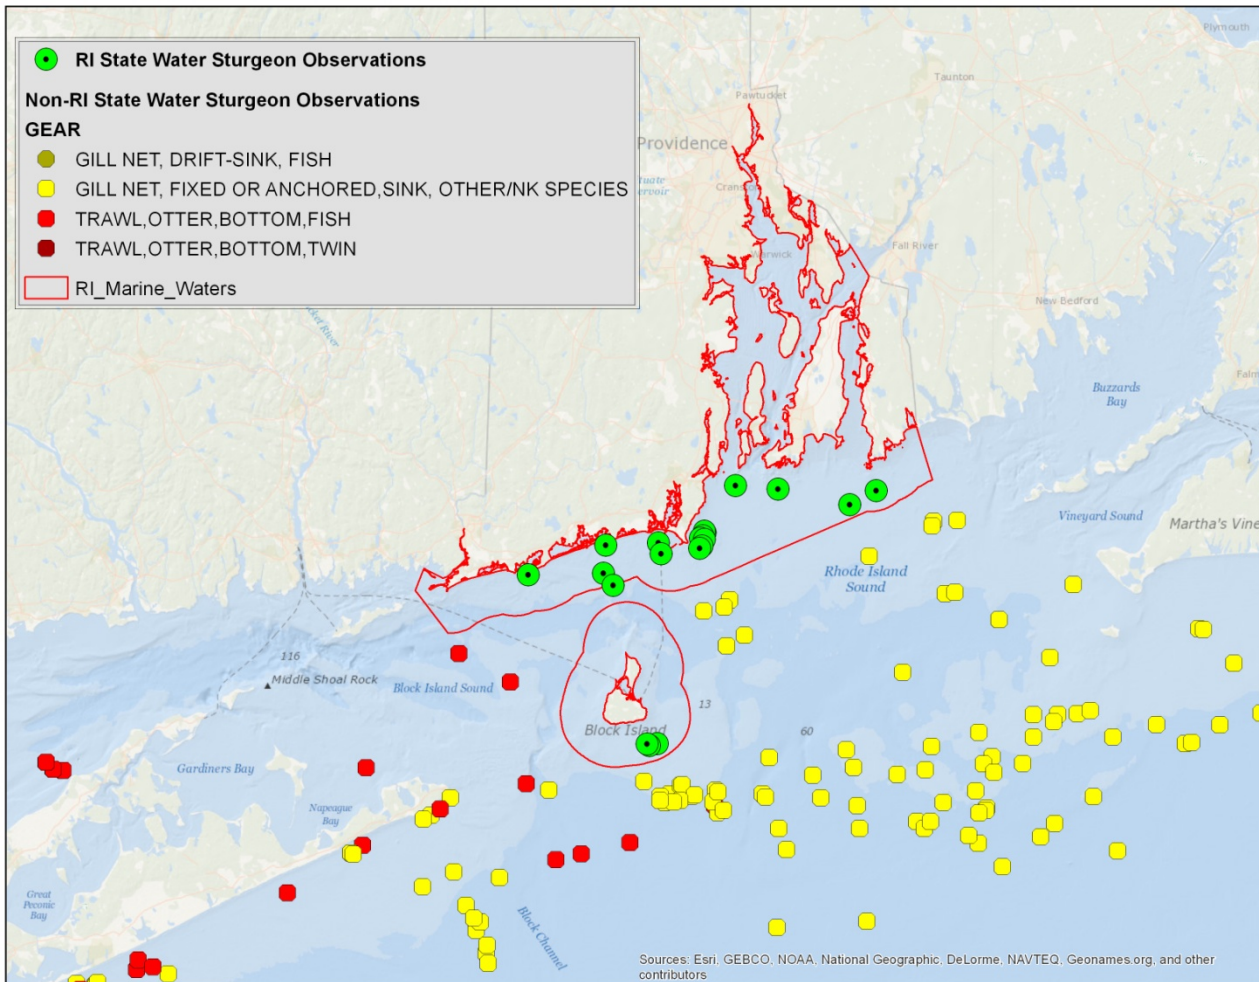 RI State Water Sturgeon Observations
Non-RI State Water Sturgeon Observations
GEAR
GILL NET, DRIFT-SINK, FISH
GILL NET, FIXED OR ANCHORED,SINK, OTHER/NK SPECIES
TRAWL,OTTER,BOTTOM,FISH
TRAWL,OTTER,BOTTOM,TWIN
RI_Marine_Waters
Plymouth
Taunton
Pawtucket
Providence
Cranston
Warwick
Fall River
New Bedford
Buzzards
Bay
Vineyard Sound
Martha's Vine
Rhode Island
Sound
116
Middle Shoal Rock
Block Island Sound
13
Block Island
60
Gardiners Bay
Napeague
Bay
Great
Peconic
Bay
Block Channel
Sources: Esri, GEBCO, NOAA, National Geographic, DeLorme, NAVTEQ, Geonames.org, and other
contributors